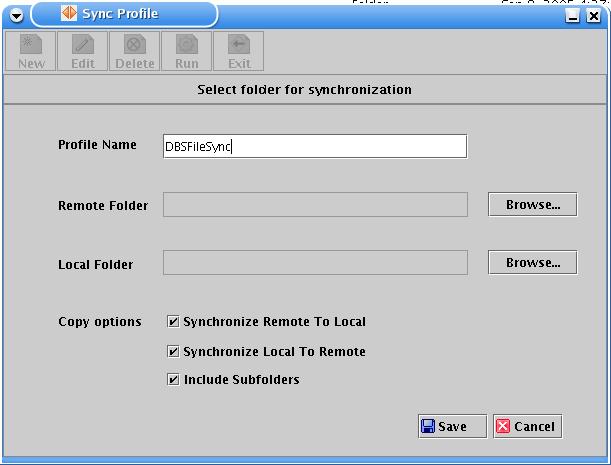 Sync Profile
New Edit Delete Run Exit
Select folder for synchronization
Profile Name DBSFileSync
Remote Folder Browse...
Local Folder Browse...
Copy options Synchronize Remote To Local
Synchronize Local To Remote
Include Subfolders
Save Cancel